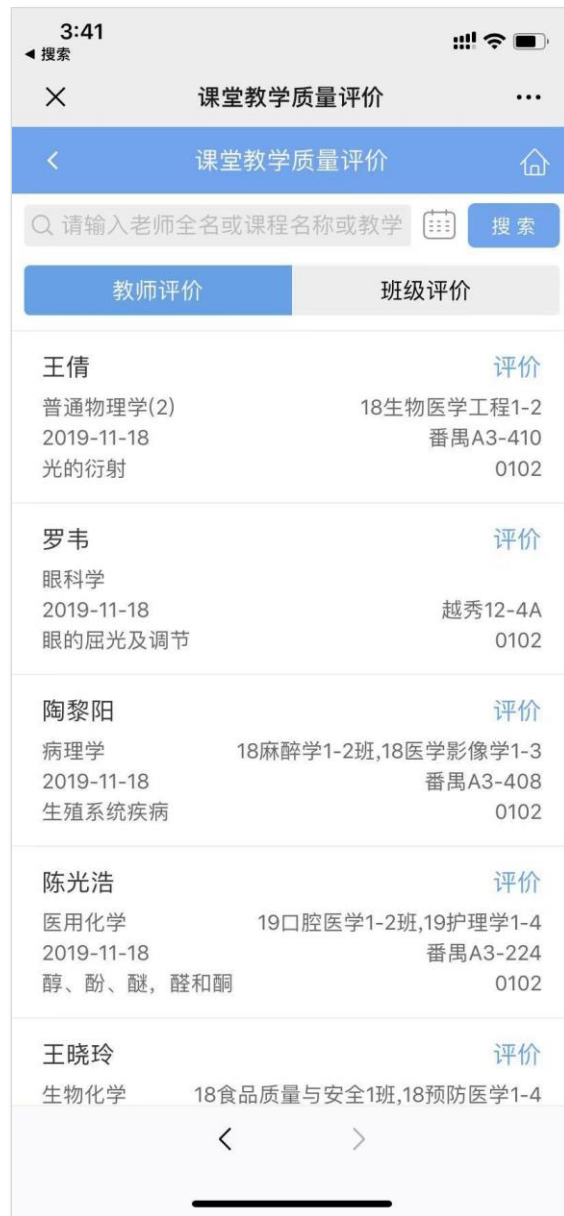 3:41
◀ 搜索
课堂教学质量评价
课堂教学质量评价
请输入老师全名或课程名称或教学
搜 索
教师评价 班级评价
王倩 评价
普通物理学(2) 18生物医学工程1-2
2019-11-18 番禺A3-410
光的衍射 0102
罗韦 评价
眼科学
2019-11-18 越秀12-4A
眼的屈光及调节 0102
陶黎阳 评价
病理学 18麻醉学1-2班,18医学影像学1-3
2019-11-18 番禺A3-408
生殖系统疾病 0102
陈光浩 评价
医用化学 19口腔医学1-2班,19护理学1-4
2019-11-18 番禺A3-224
醇、酚、醚，醛和酮 0102
王晓玲 评价
生物化学 18食品质量与安全1班,18预防医学1-4